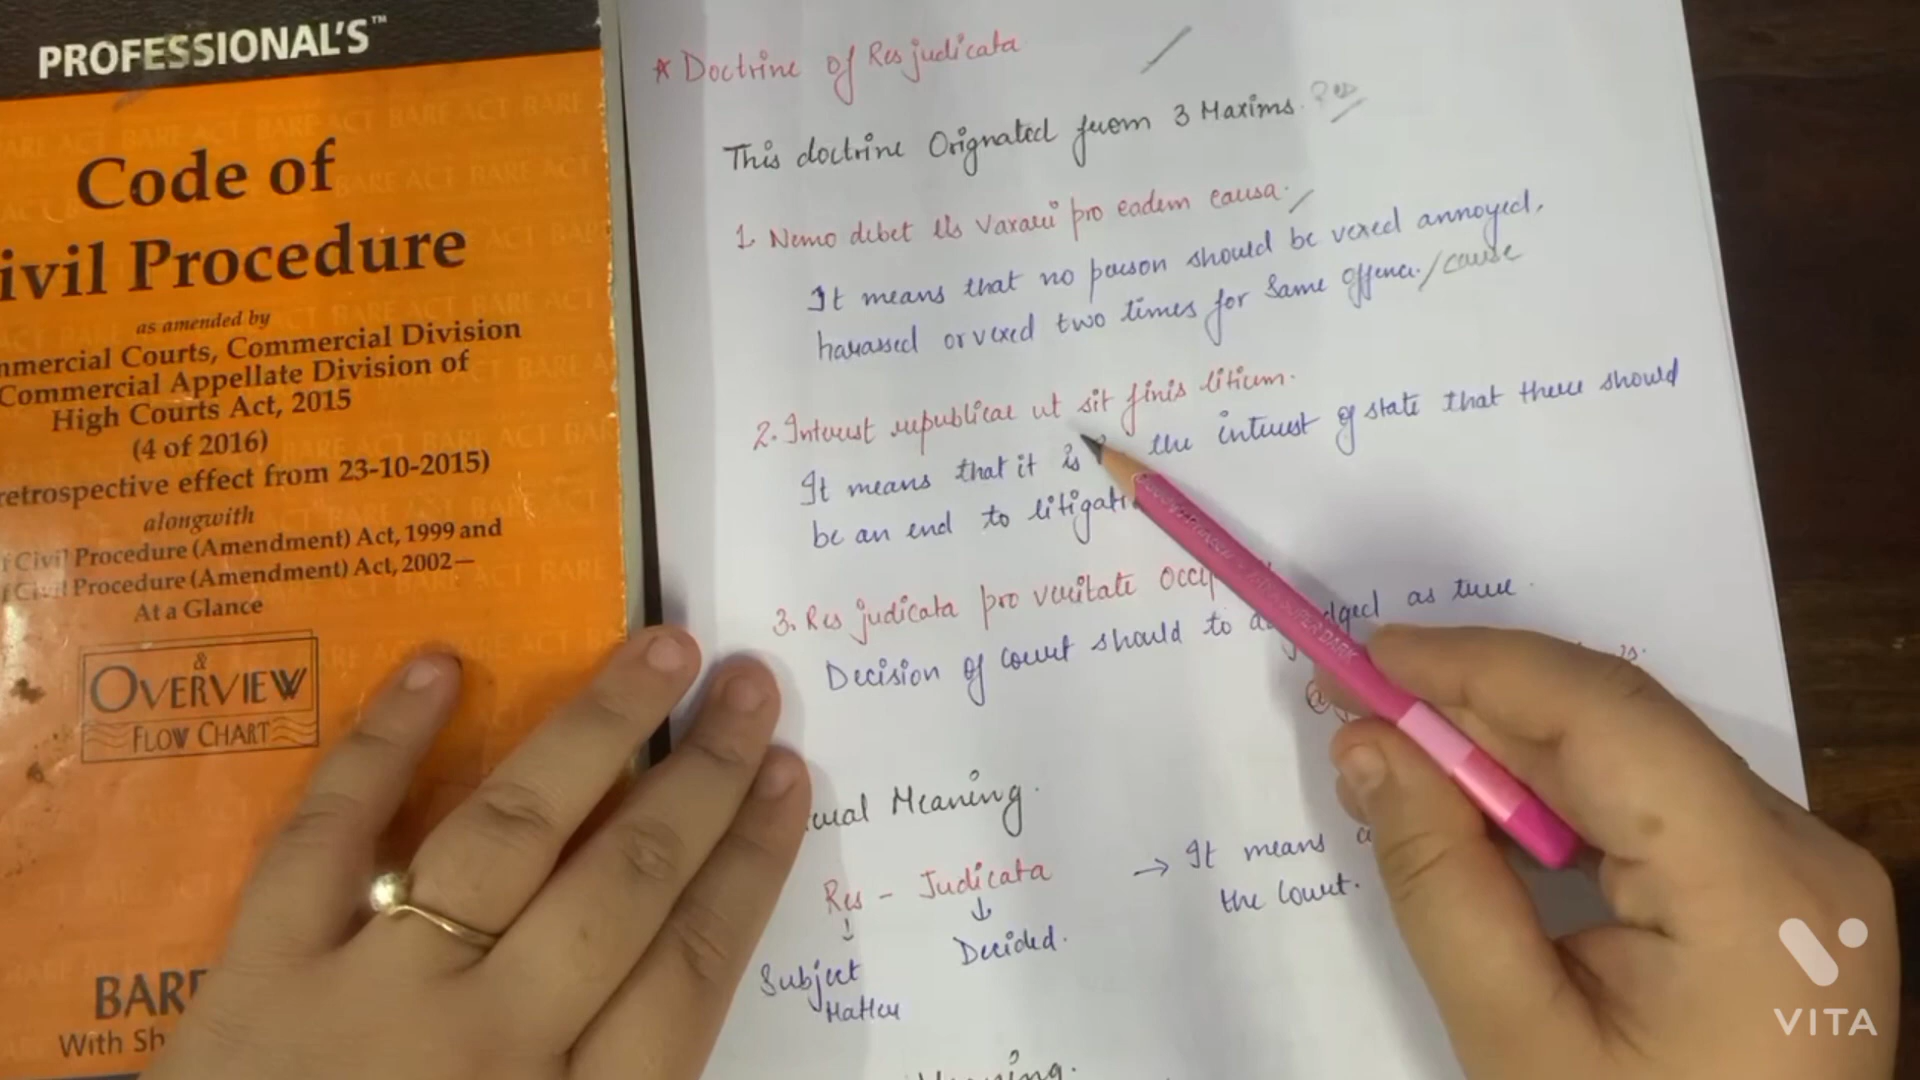 PROFESSIONAL'S™
Code of
ivil Procedure
as amended by
mmercial Courts, Commercial Division
Commercial Appellate Division of
High Courts Act, 2015
(4 of 2016)
retrospective effect from 23-10-2015)
alongwith
f Civil Procedure (Amendment) Act, 1999 and
f Civil Procedure (Amendment) Act, 2002—
At a Glance
&
OVERVIEW
FLOW CHART
BARE
With Sh
* Doctrine of Res judicata
This doctrine Orignated from 3 Maxims.
1. Nemo debet
pro eadem causa.
It means that no person should be vexed annoyed,
harassed or vexed two times for Same offence./cause
2. Interest republicae ut sit finis litium.
It means that it is the interest of state that there should
be an end to litigati
3. Res judicata pro veritate occip
Decision of court should to as true.
Meaning.
Res - Judicata
→ It means
the Court.
↓ ↓
Subject
Matter
Decided.
VITA